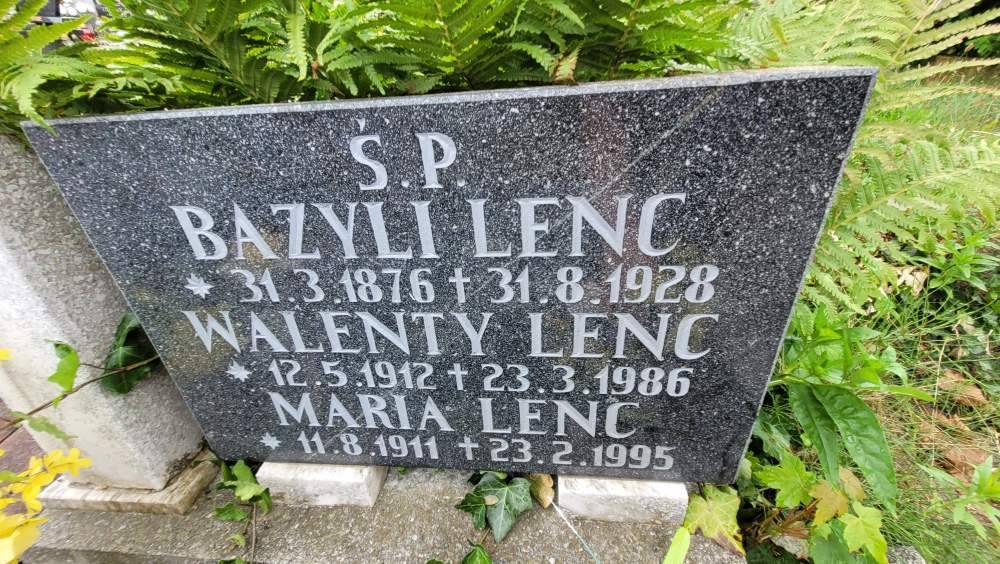 Ś.P.
BAZYLI LENC
* 31.3.1876 + 31.8.1928
WALENTY LENC
* 12.5.1912 + 23.3.1986
MARIA LENC
* 11.8.1911 + 23.2.1995